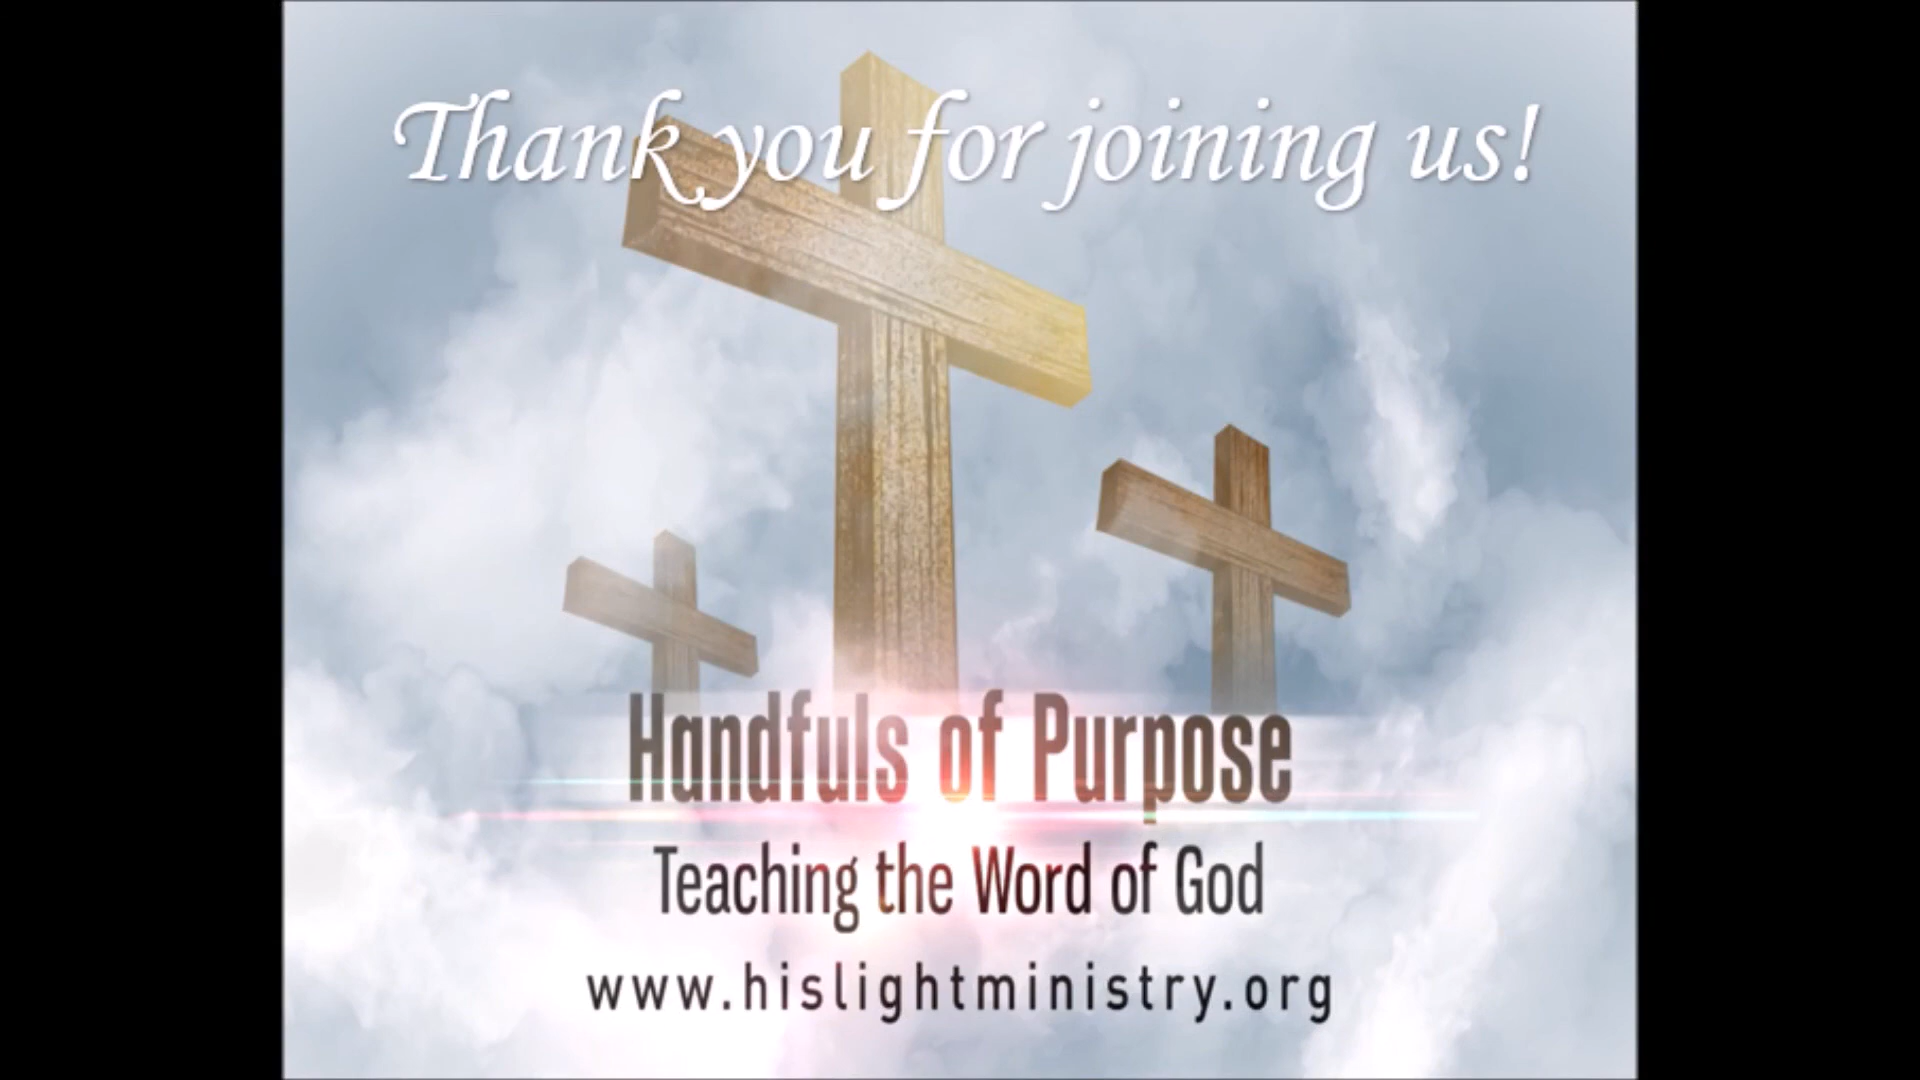 Thank you for joining us!
Handfuls of Purpose
Teaching the Word of God
www.hislightministry.org